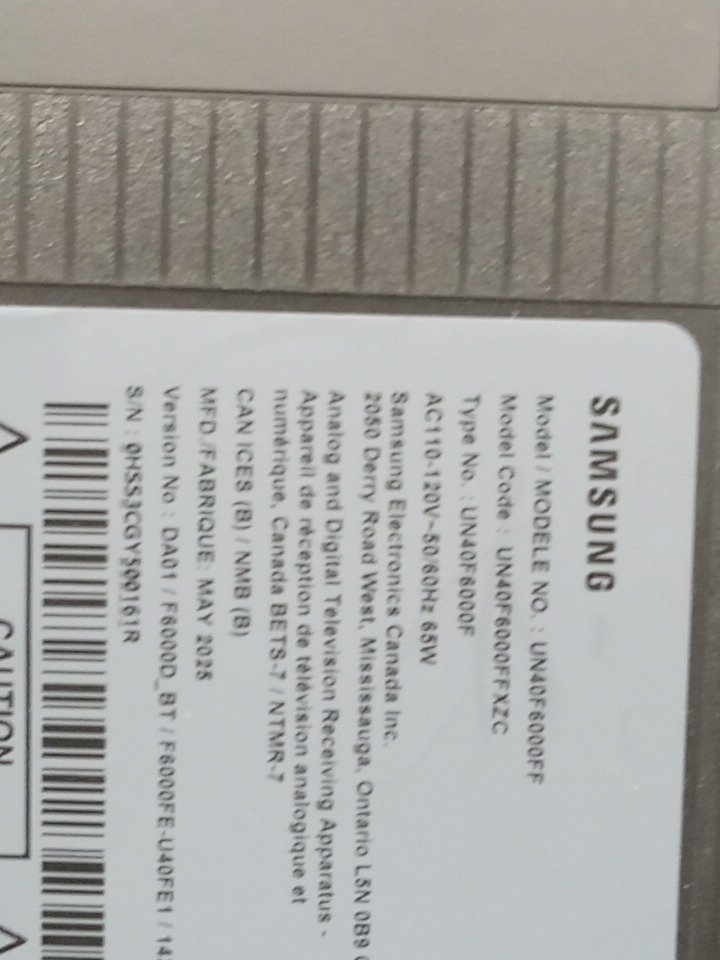 SAMSUNG
Model / MODELE NO. : UN40F6000FF
Model Code : UN40F6000FFXZC
Type No. : UN40F6000F
AC110-120V~50/60Hz 65W
Samsung Electronics Canada Inc.
2050 Derry Road West, Mississauga, Ontario L5N 0B9
Analog and Digital Television Receiving Apparatus -
Appareil de réception de télévision analogique et
numérique, Canada BETS-7 / NTMR-7
CAN ICES (B) / NMB (B)
MFD./FABRIQUE: MAY 2025
Version No : DA01 / F6000D_BT / F6000FE-U40FE1 /
S/N : 0HSS3CGY500161R
CAUTION